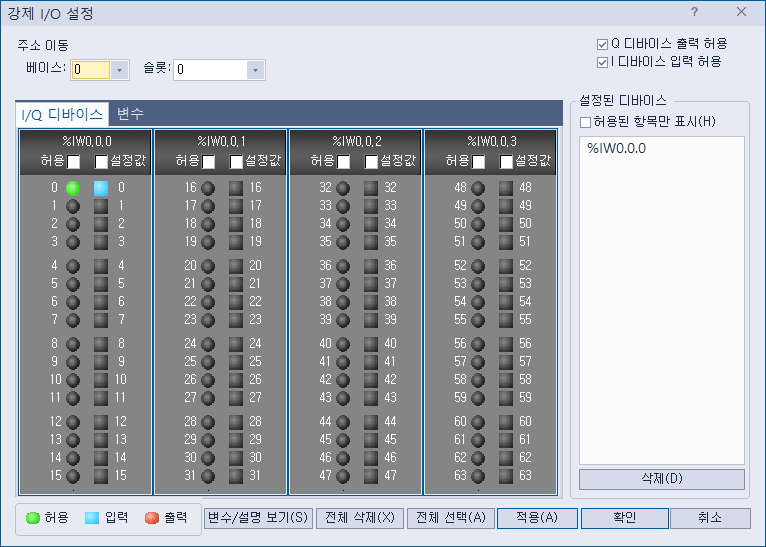 강제 I/O 설정
주소 이동
베이스: 0 슬롯: 0
Q 디바이스 출력 허용
I 디바이스 입력 허용
I/Q 디바이스 변수
%IW0,0,0 %IW0,0,1 %IW0,0,2 %IW0,0,3
허용 설정값 허용 설정값 허용 설정값 허용 설정값
0 0 16 16 32 32 48 48
1 1 17 17 33 33 49 49
2 2 18 18 34 34 50 50
3 3 19 19 35 35 51 51
4 4 20 20 36 36 52 52
5 5 21 21 37 37 53 53
6 6 22 22 38 38 54 54
7 7 23 23 39 39 55 55
8 8 24 24 40 40 56 56
9 9 25 25 41 41 57 57
10 10 26 26 42 42 58 58
11 11 27 27 43 43 59 59
12 12 28 28 44 44 60 60
13 13 29 29 45 45 61 61
14 14 30 30 46 46 62 62
15 15 31 31 47 47 63 63
설정된 디바이스
허용된 항목만 표시(H)
%IW0.0.0
삭제(D)
허용 입력 출력
변수/설명 보기(S) 전체 삭제(X) 전체 선택(A) 적용(A) 확인 취소